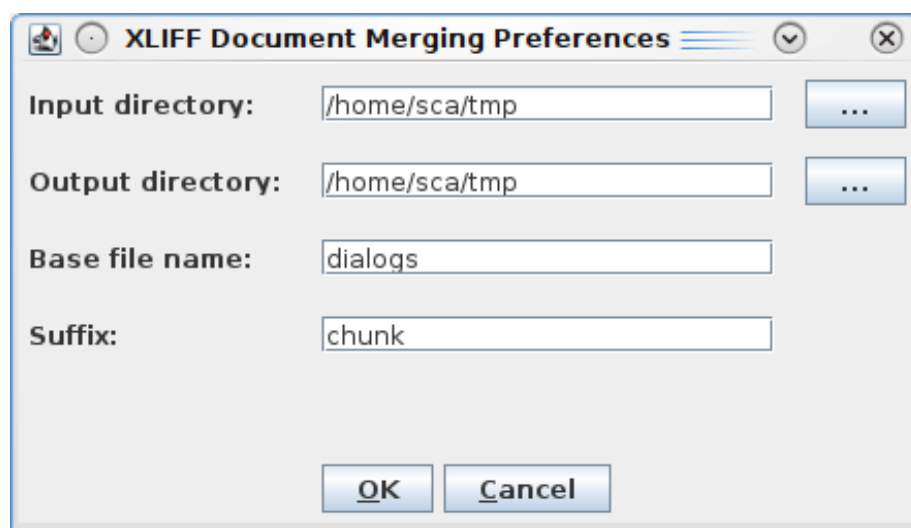 XLIFF Document Merging Preferences
Input directory: /home/sca/tmp ...
Output directory: /home/sca/tmp ...
Base file name: dialogs
Suffix: chunk
OK Cancel